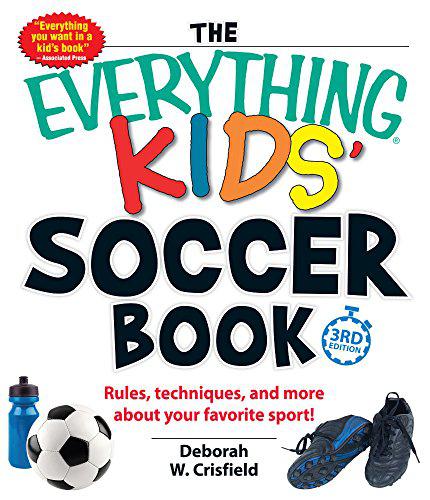 "Everything
you want in a
kid's book"
– Associated Press
THE
EVERYTHING®
KIDS'
SOCCER
BOOK
3RD
EDITION
Rules, techniques, and more
about your favorite sport!
Deborah
W. Crisfield